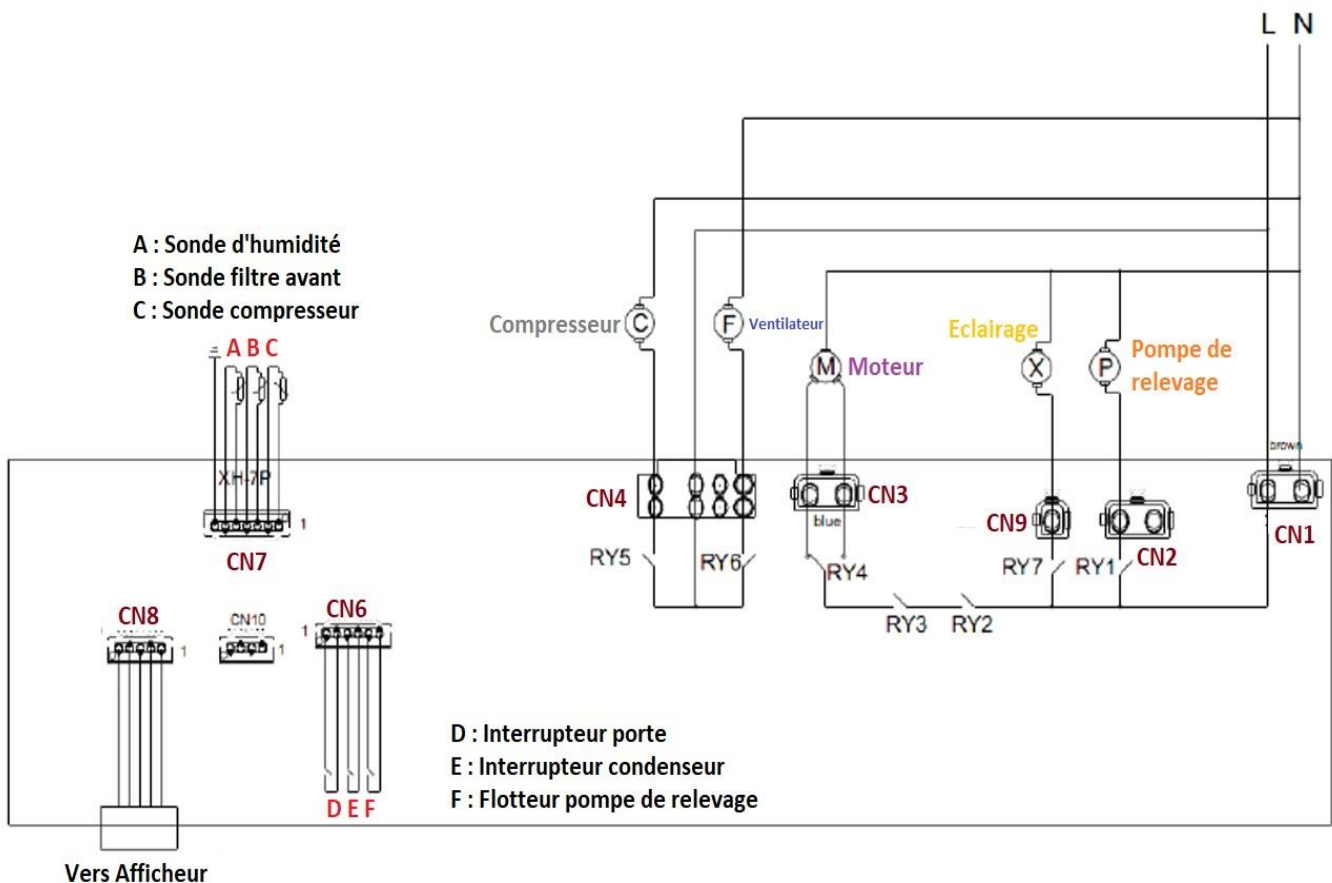 L N
A : Sonde d'humidité
B : Sonde filtre avant
C : Sonde compresseur
A B C
Compresseur
C
F
Ventilateur
M
Moteur
Eclairage
X
P
Pompe de
relevage
brown
XH-7P
1
CN7
CN4
CN3
blue
CN9
CN2
CN1
RY5
RY6
RY4
RY7
RY1
RY3
RY2
CN8
1
CN10
1
CN6
1
D E F
D : Interrupteur porte
E : Interrupteur condenseur
F : Flotteur pompe de relevage
Vers Afficheur